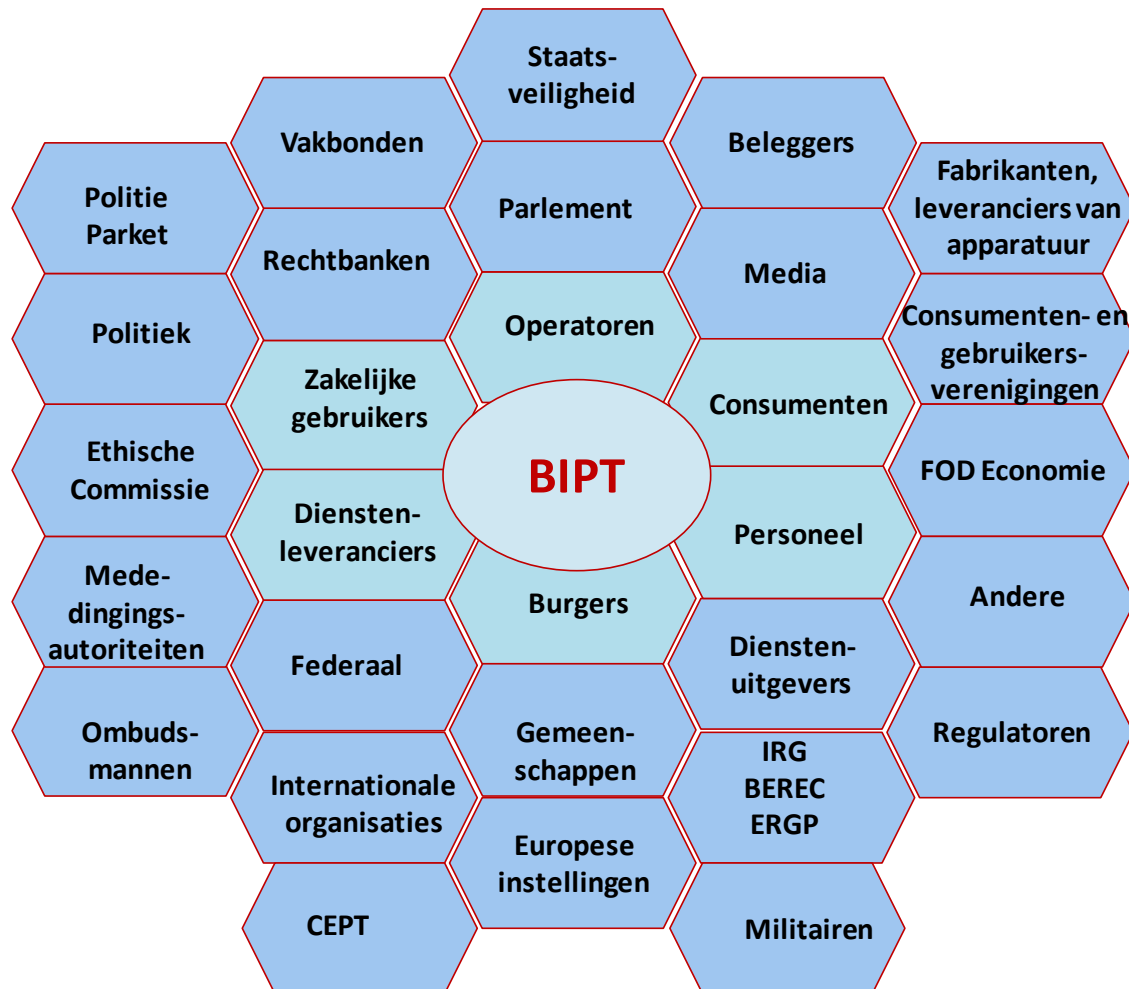 Staats-
veiligheid
Vakbonden
Beleggers
Fabrikanten,
leveranciers van
apparatuur
Politie
Parket
Parlement
Rechtbanken
Media
Politiek
Operatoren
Consumenten- en
gebruikers-
verenigingen
Zakelijke
gebruikers
Consumenten
BIPT
Ethische
Commissie
FOD Economie
Diensten-
leveranciers
Personeel
Mede-
dingings-
autoriteiten
Burgers
Andere
Federaal
Diensten-
uitgevers
Ombuds-
mannen
Gemeen-
schappen
Regulatoren
Internationale
organisaties
IRG
BEREC
ERGP
Europese
instellingen
CEPT
Militairen